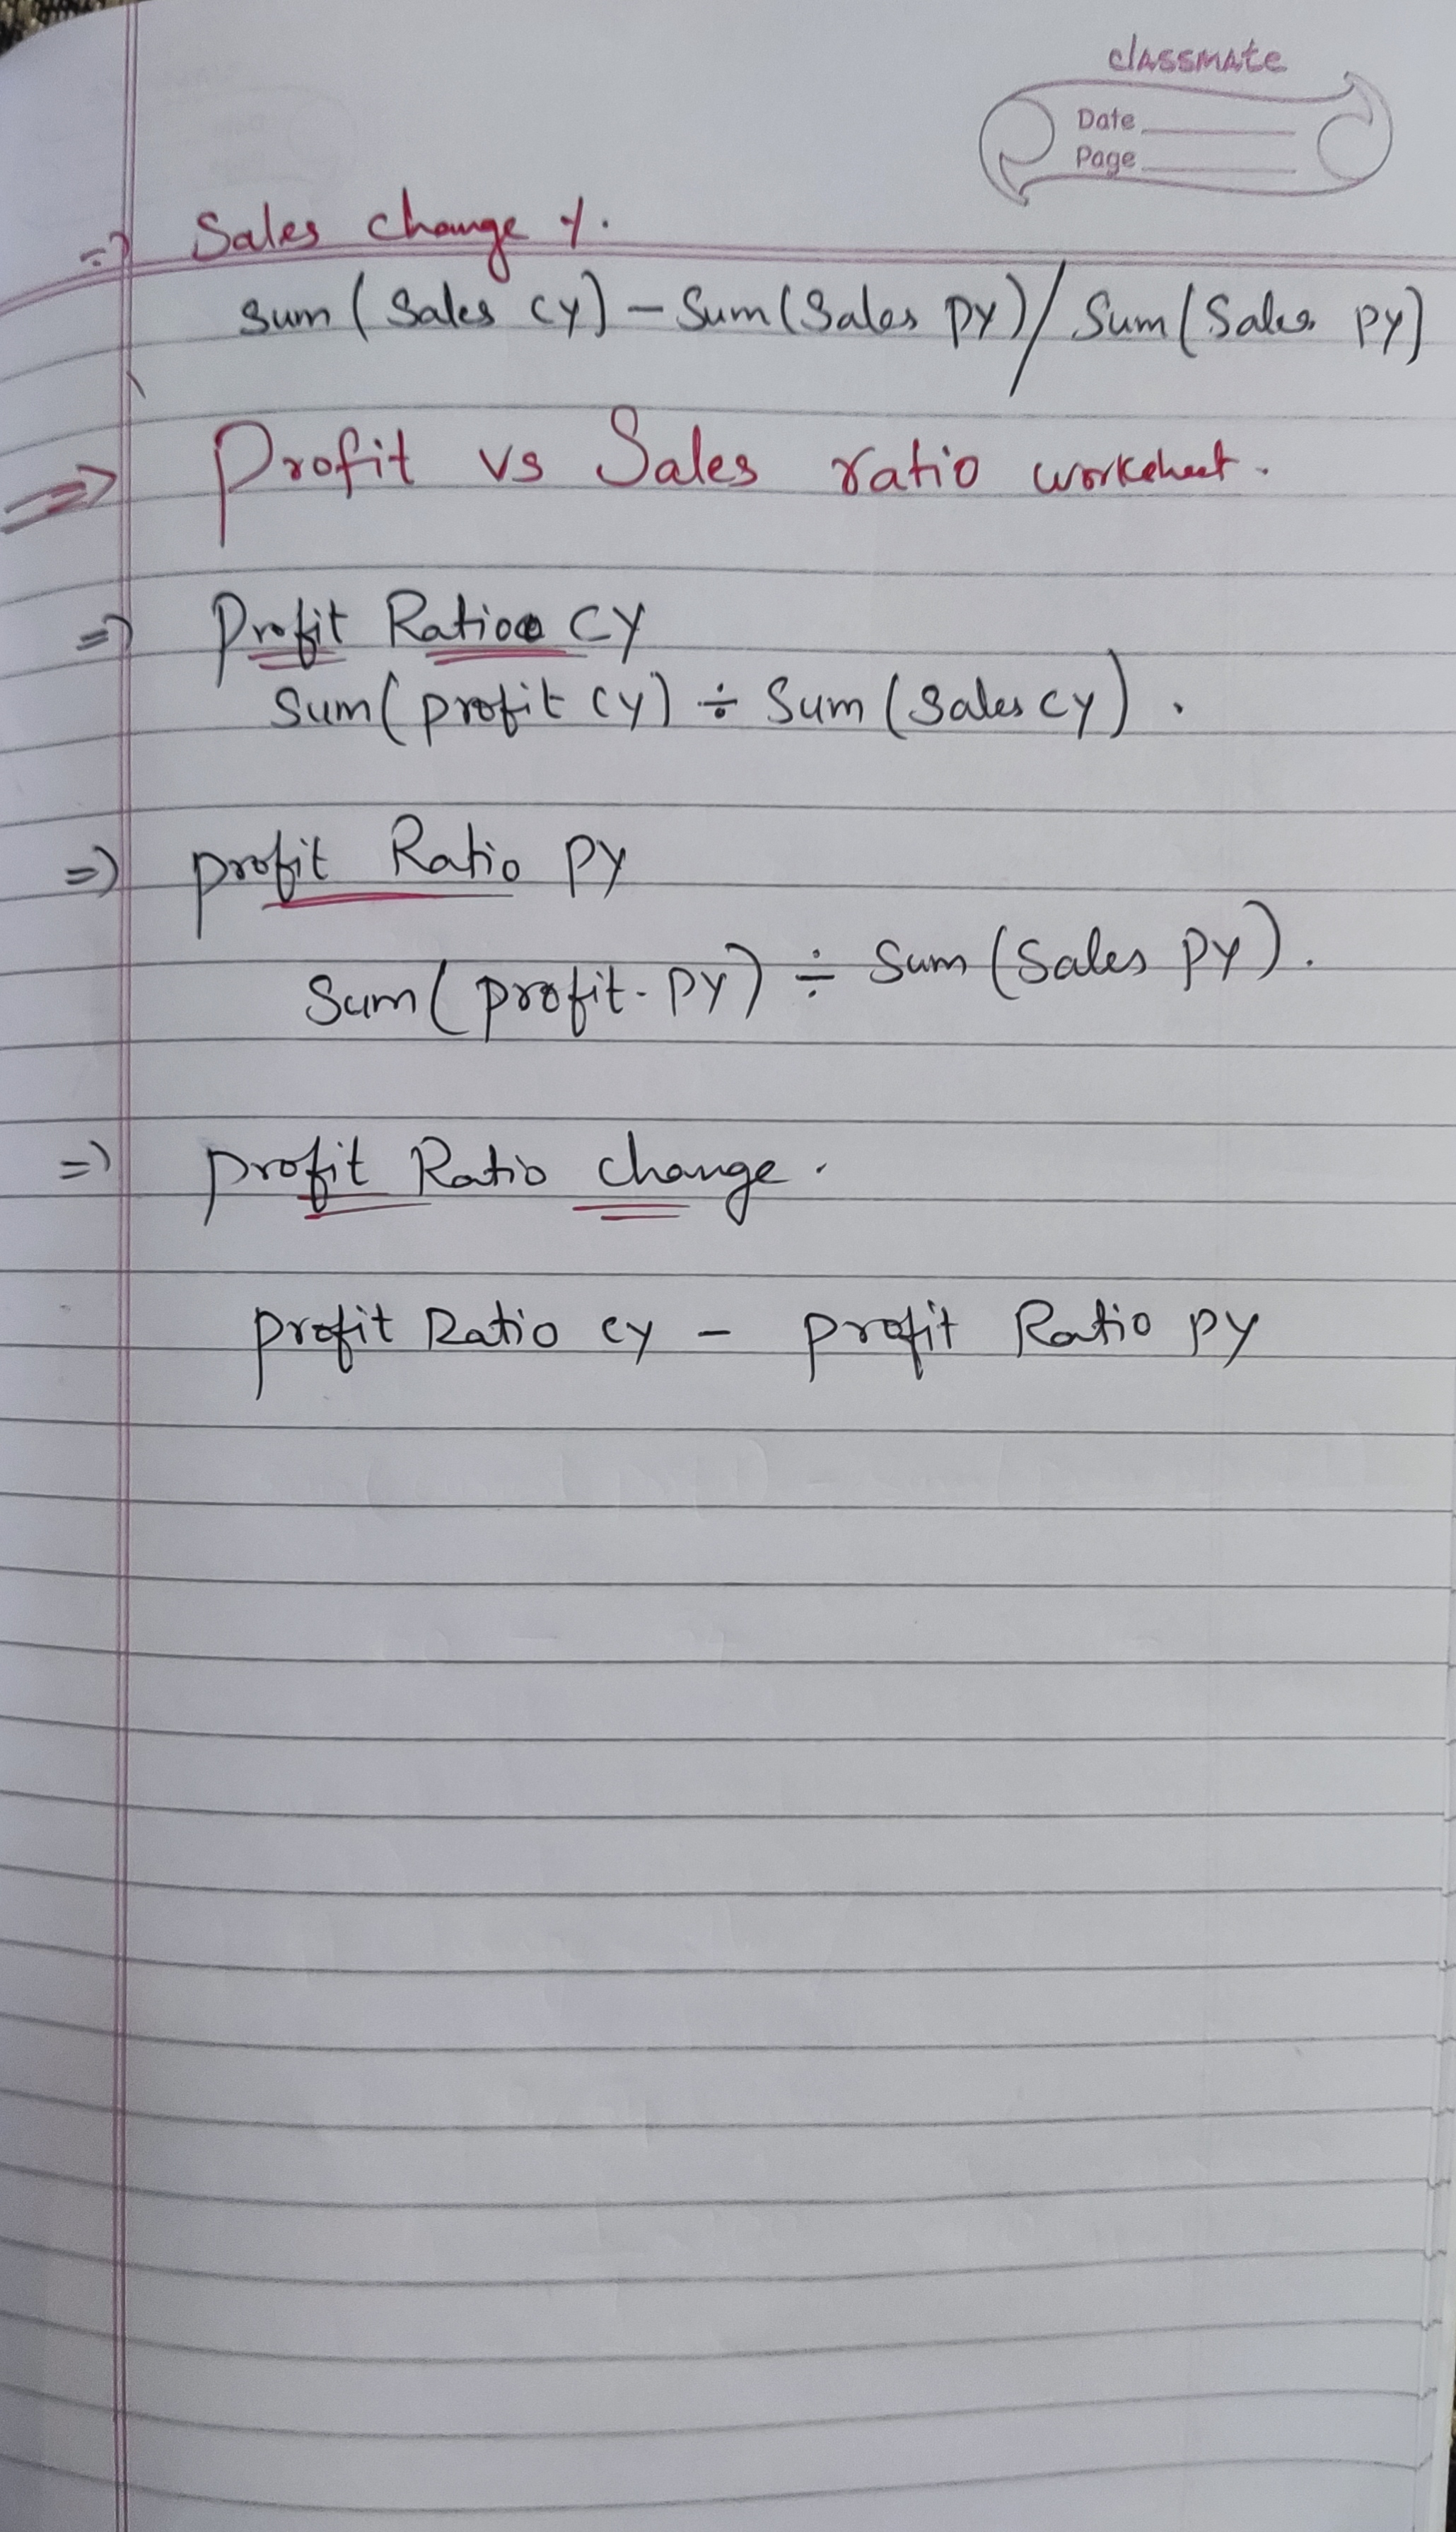 classmate
Date
Page
=> Sales change %.
sum (Sales CY) - Sum (Sales PY) / Sum (Sales PY)
=> Profit vs Sales ratio worksheet.
=> Profit Ratio CY
Sum (profit CY) ÷ Sum (Sales CY).
=> profit Ratio PY
Sum (profit. PY) ÷ Sum (Sales PY).
=> profit Ratio change.
profit Ratio CY - profit Ratio PY